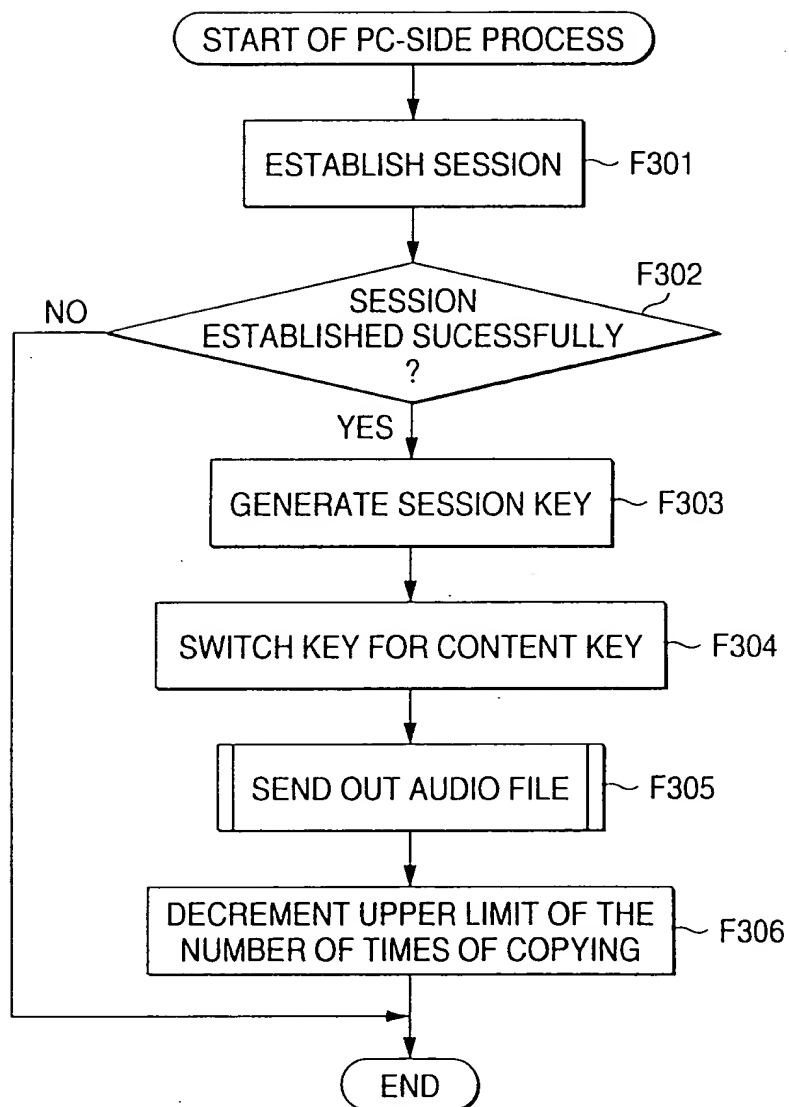 START OF PC-SIDE PROCESS
ESTABLISH SESSION
F301
F302
NO
SESSION
ESTABLISHED SUCESSFULLY
?
YES
GENERATE SESSION KEY
F303
SWITCH KEY FOR CONTENT KEY
F304
SEND OUT AUDIO FILE
F305
DECREMENT UPPER LIMIT OF THE
NUMBER OF TIMES OF COPYING
F306
END